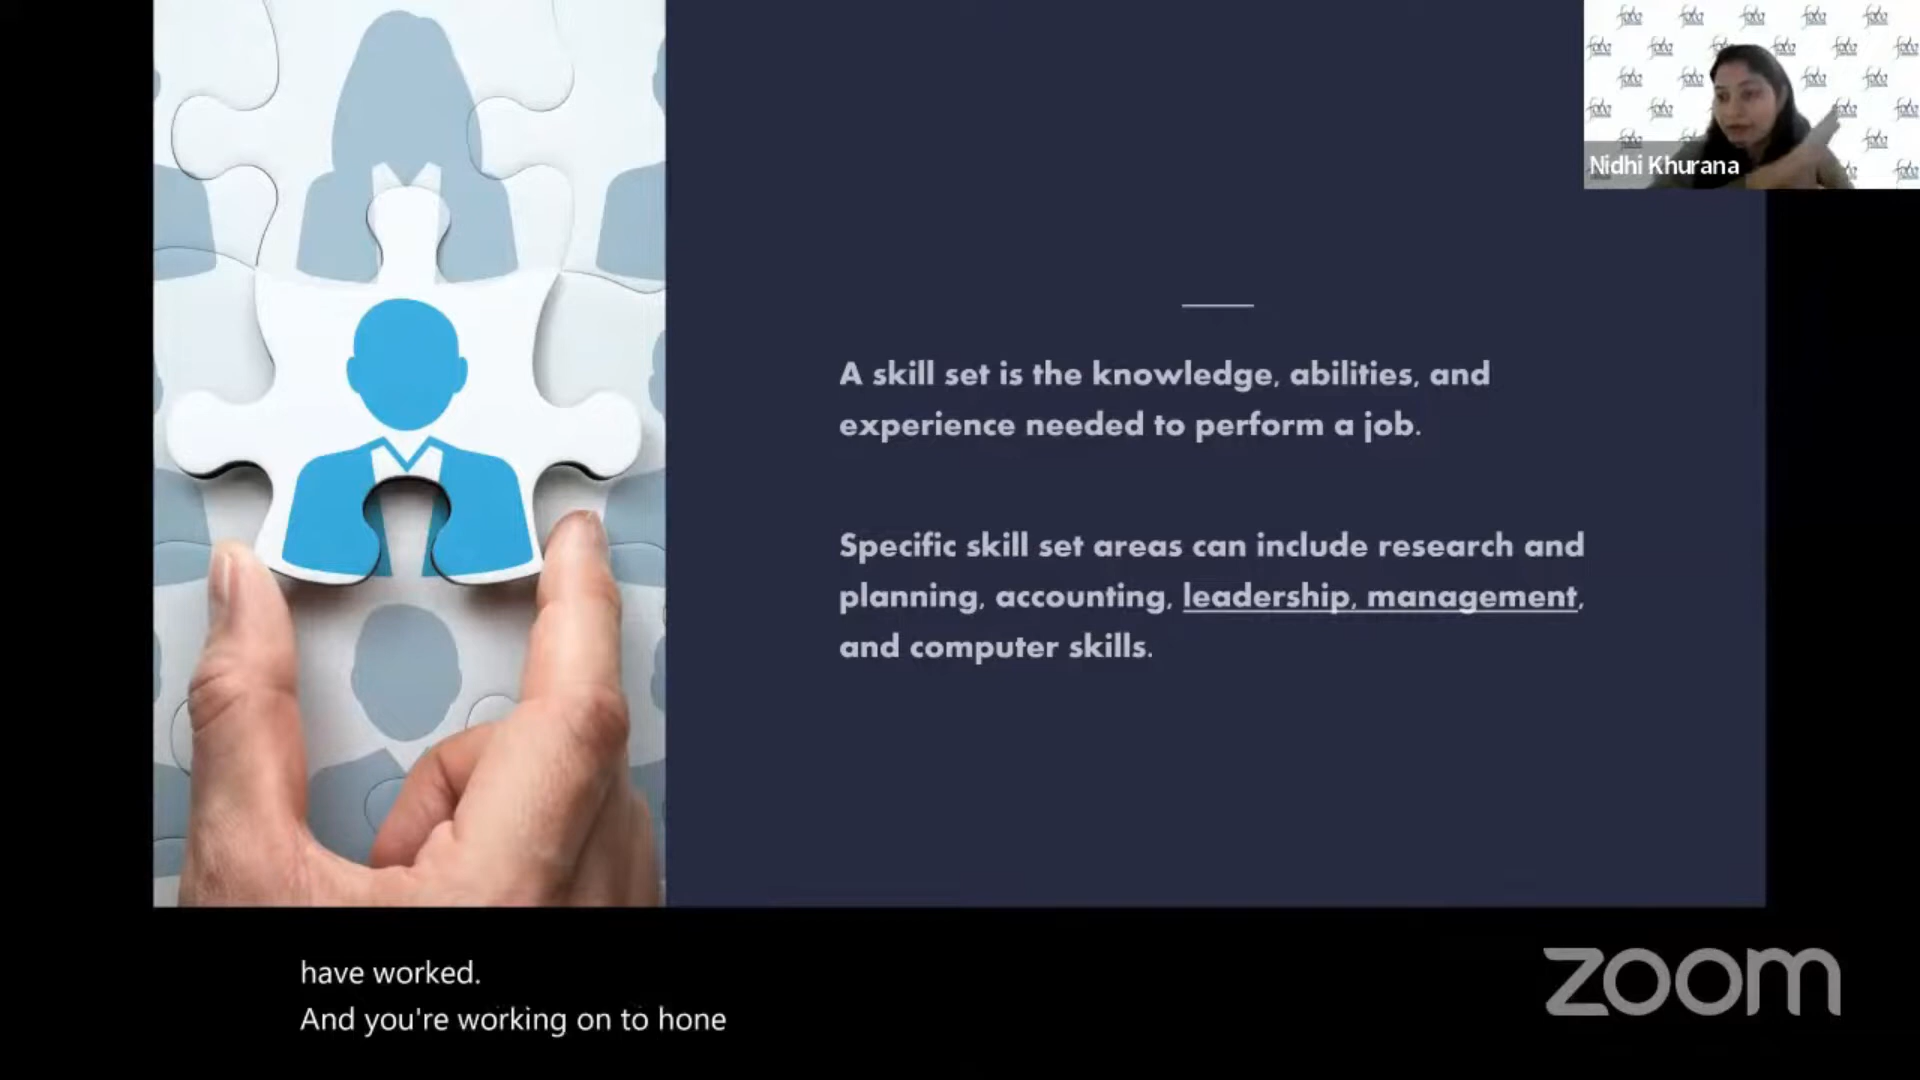 Nidhi Khurana
A skill set is the knowledge, abilities, and
experience needed to perform a job.
Specific skill set areas can include research and
planning, accounting, leadership, management,
and computer skills.
have worked.
And you're working on to hone
zoom